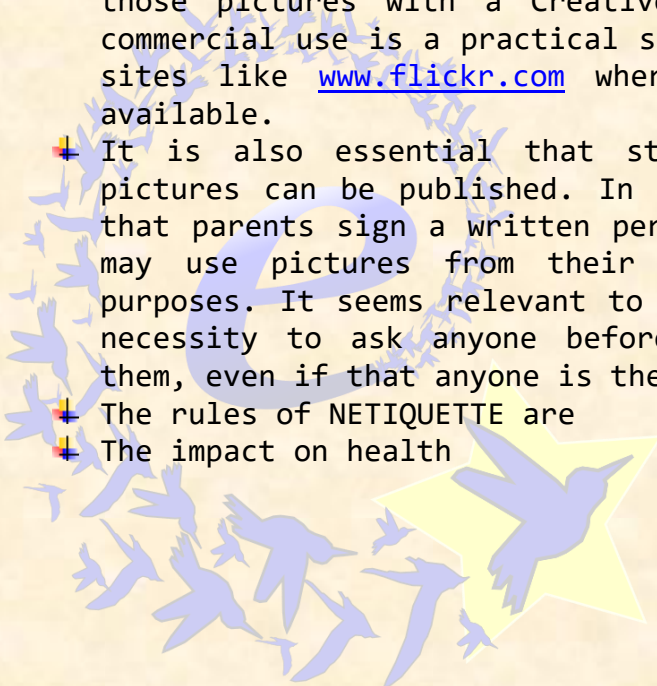 those pictures with a Creative
commercial use is a practical s
sites like www.flickr.com wher
available.
It is also essential that st
pictures can be published. In
that parents sign a written per
may use pictures from their
purposes. It seems relevant to
necessity to ask anyone before
them, even if that anyone is the
The rules of NETIQUETTE are
The impact on health
e